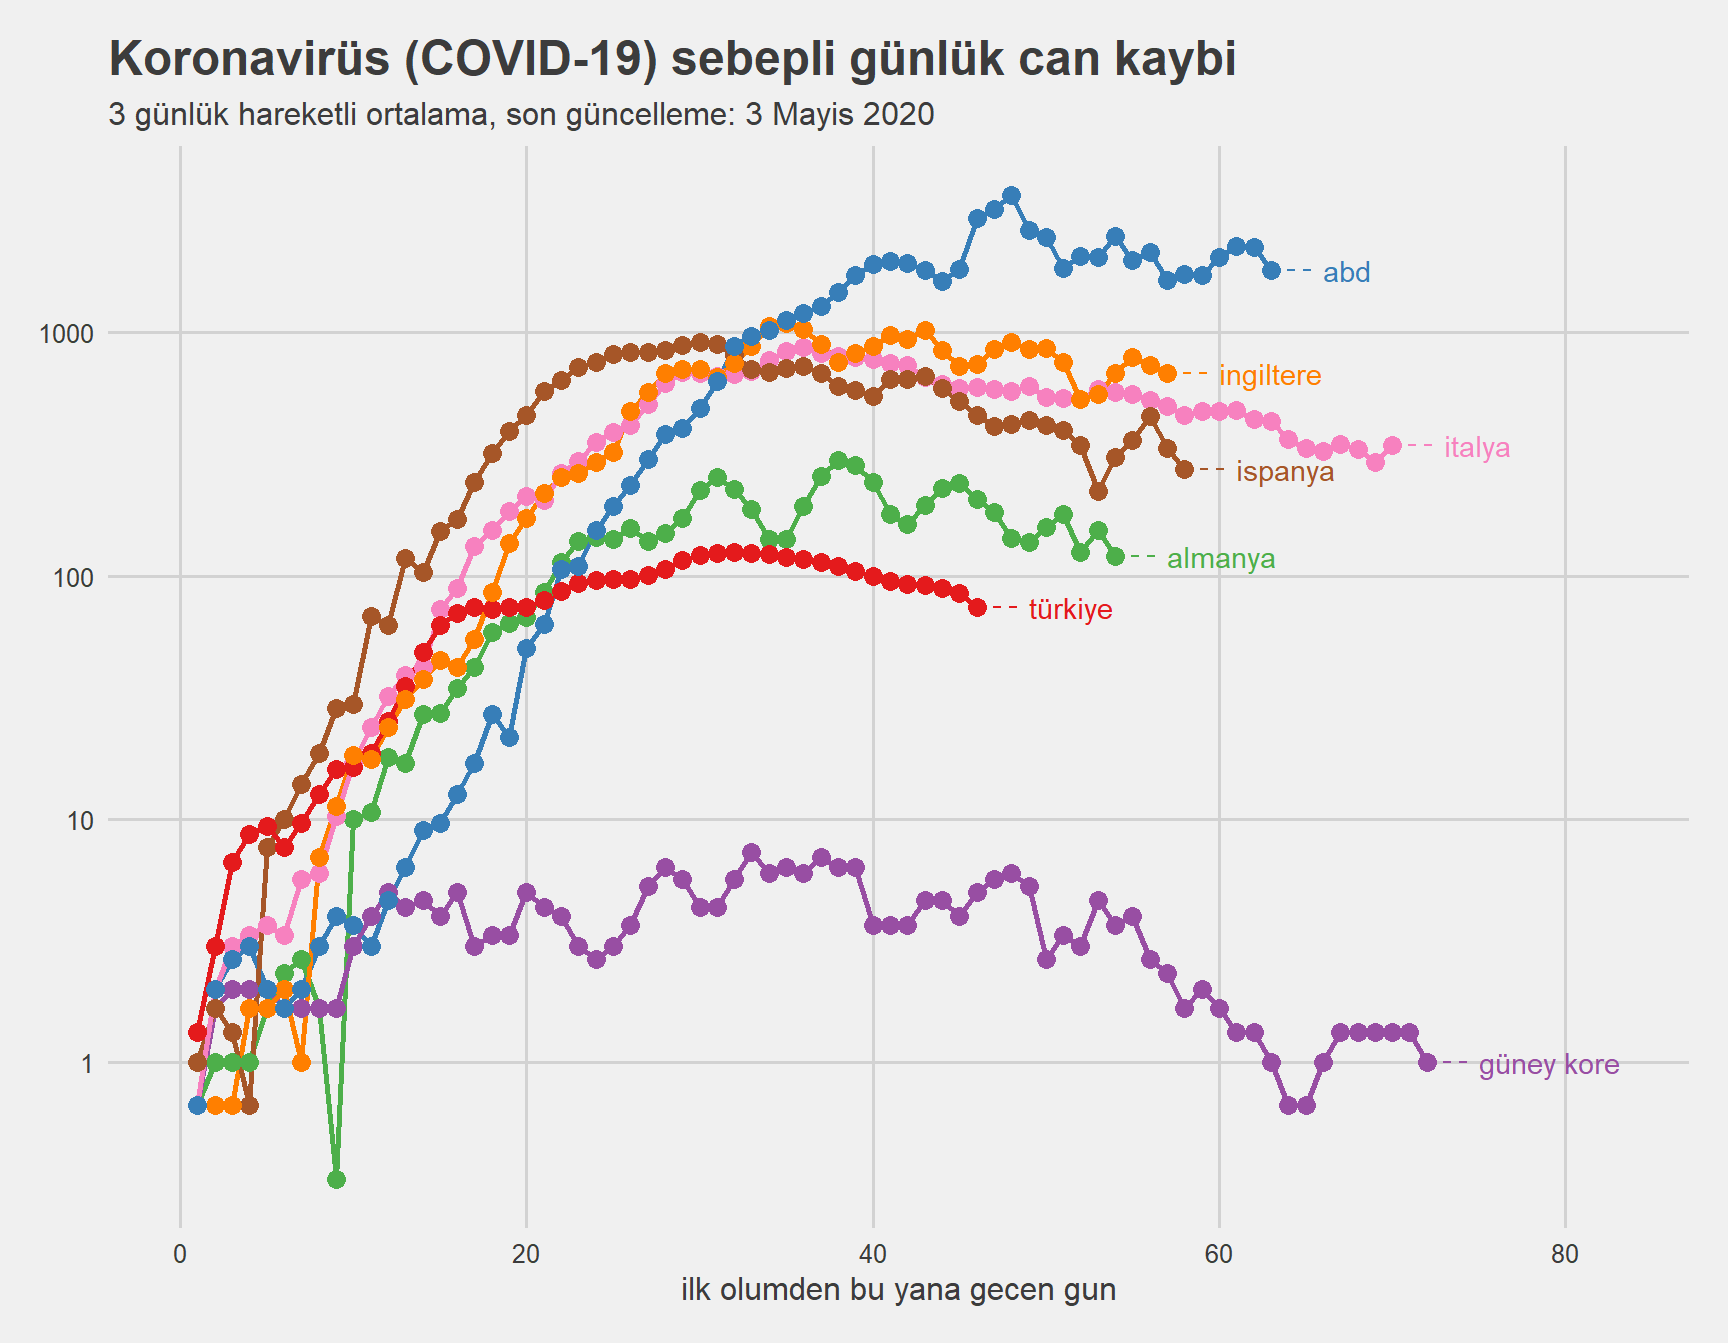 Koronavirüs (COVID-19) sebepli günlük can kaybi
3 günlük hareketli ortalama, son güncelleme: 3 Mayis 2020
abd
1000
ingiltere
italya
ispanya
almanya
100
türkiye
10
1
güney kore
0 20 40 60 80
ilk olumden bu yana gecen gun